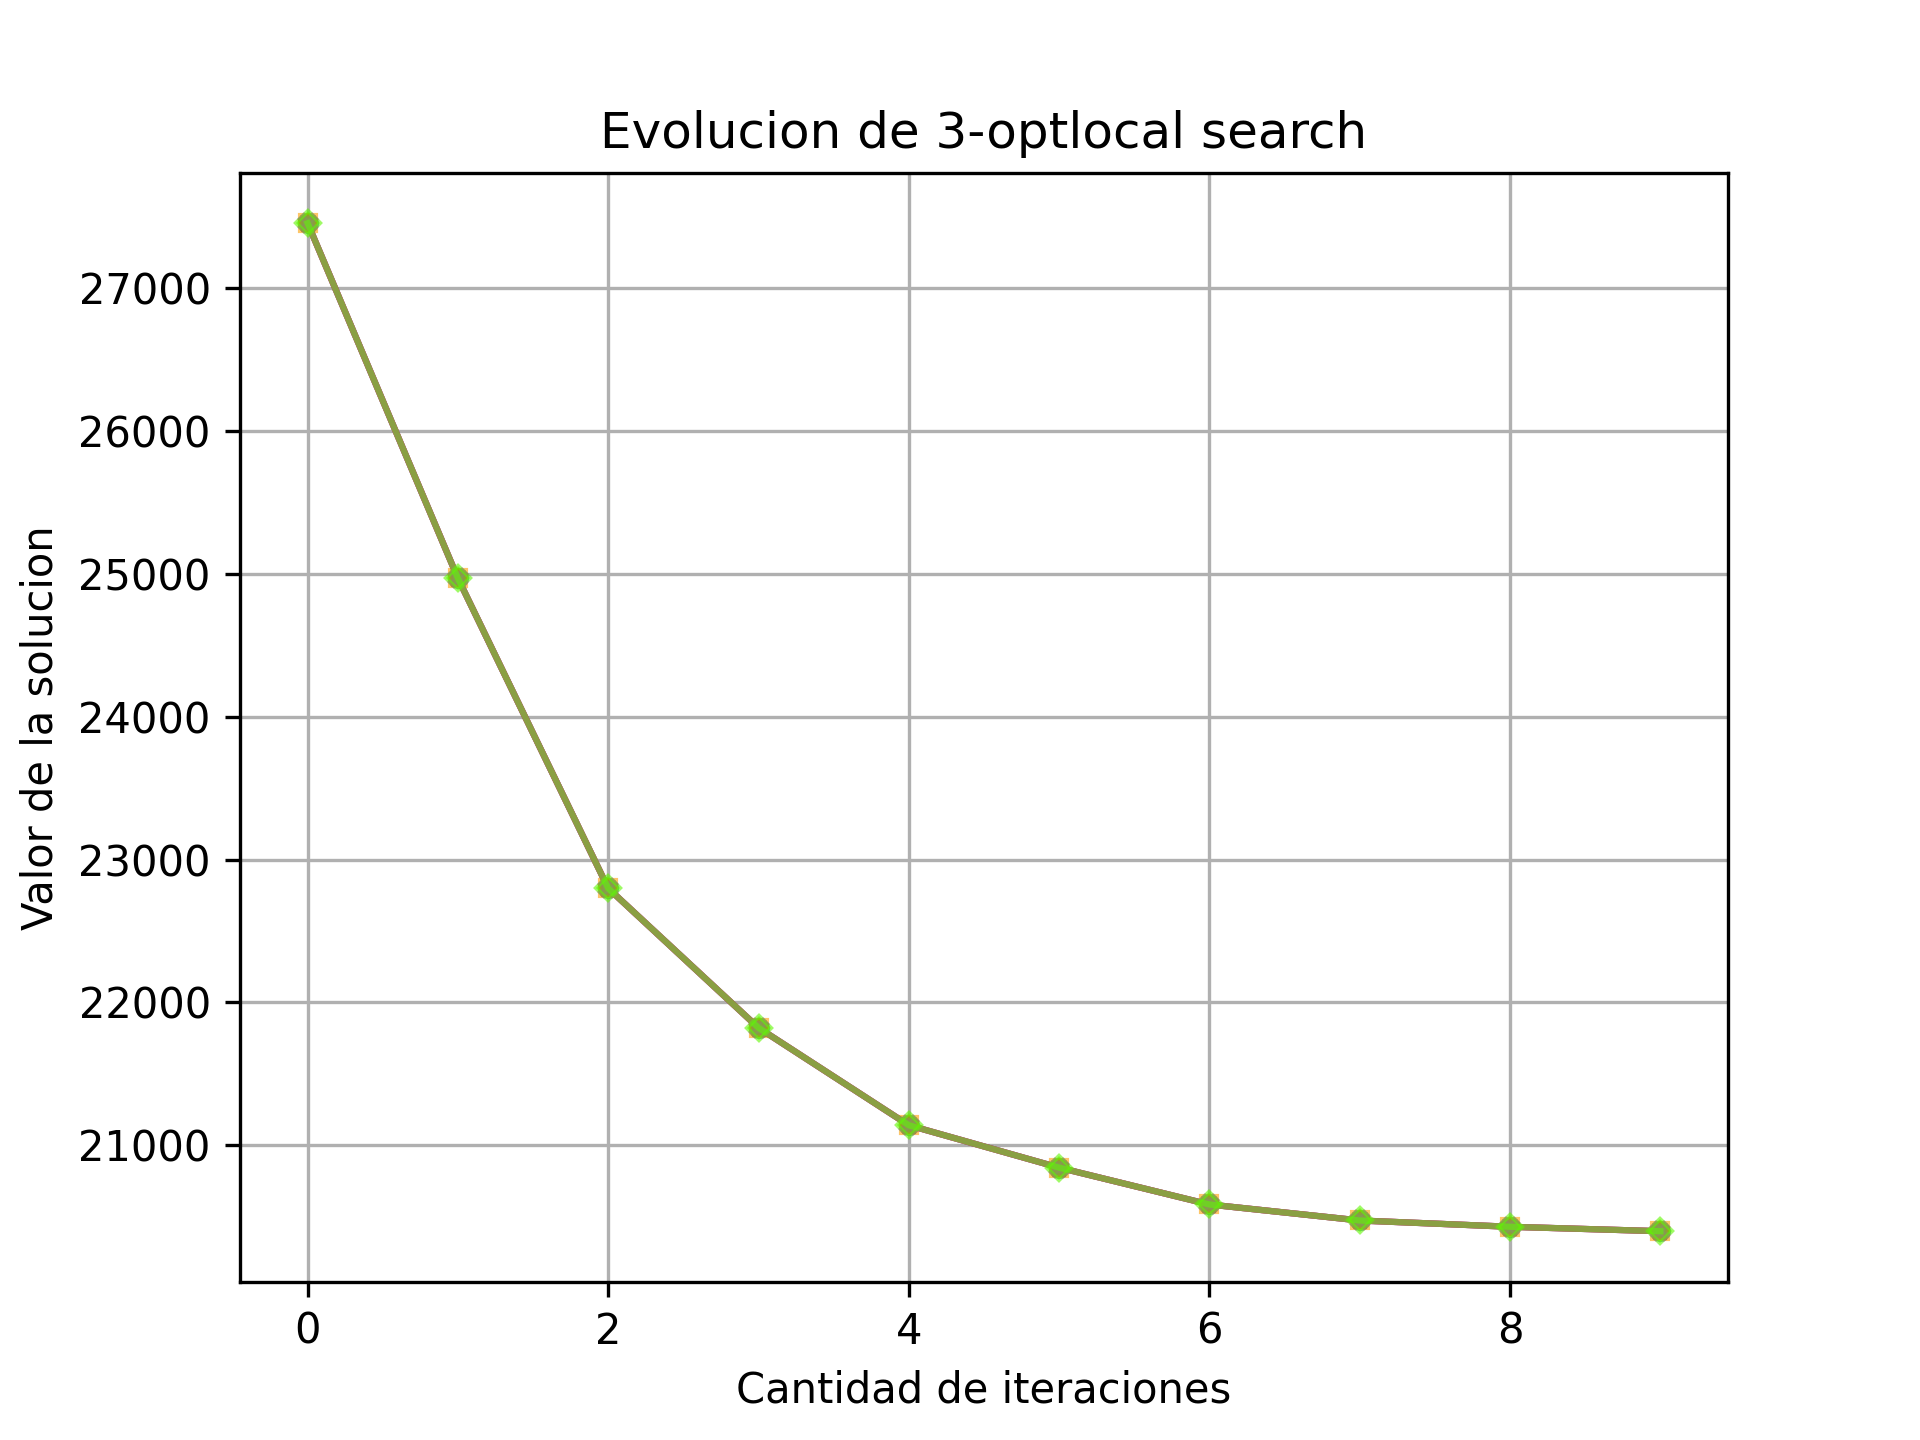 Evolucion de 3-optlocal search
Valor de la solucion
27000
26000
25000
24000
23000
22000
21000
0 2 4 6 8
Cantidad de iteraciones